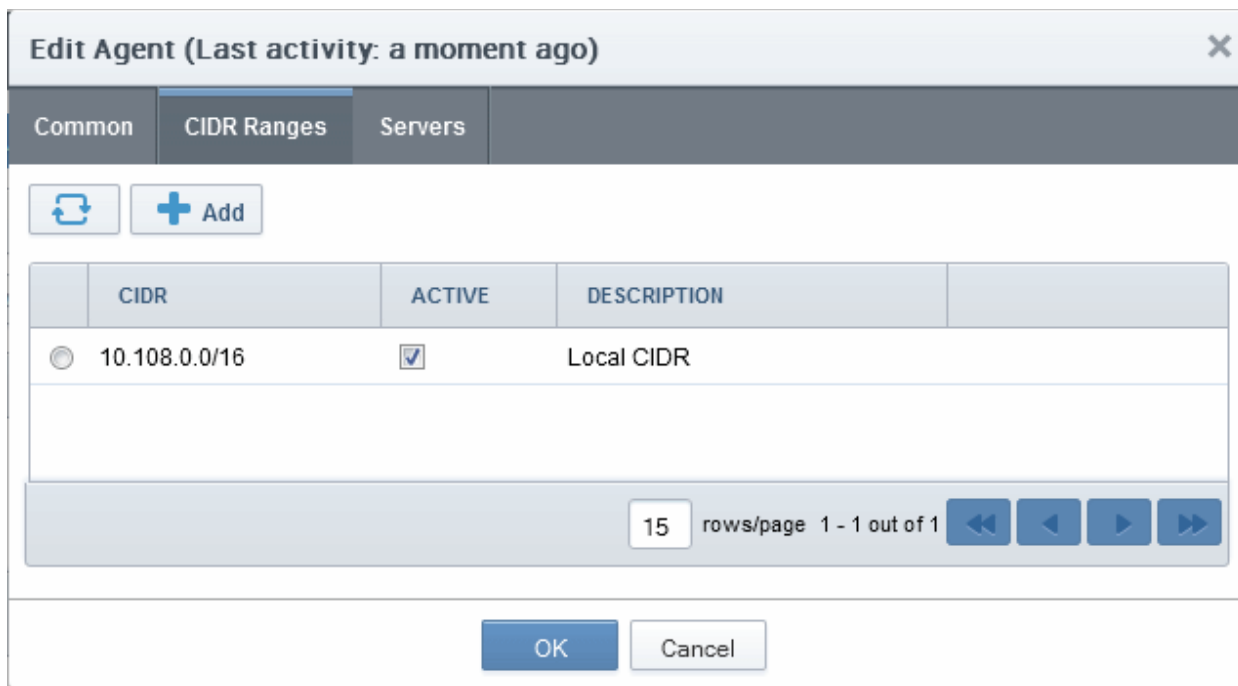 Edit Agent (Last activity: a moment ago)
Common CIDR Ranges Servers
Add
CIDR ACTIVE DESCRIPTION
10.108.0.0/16 Local CIDR
15 rows/page 1 - 1 out of 1
OK Cancel